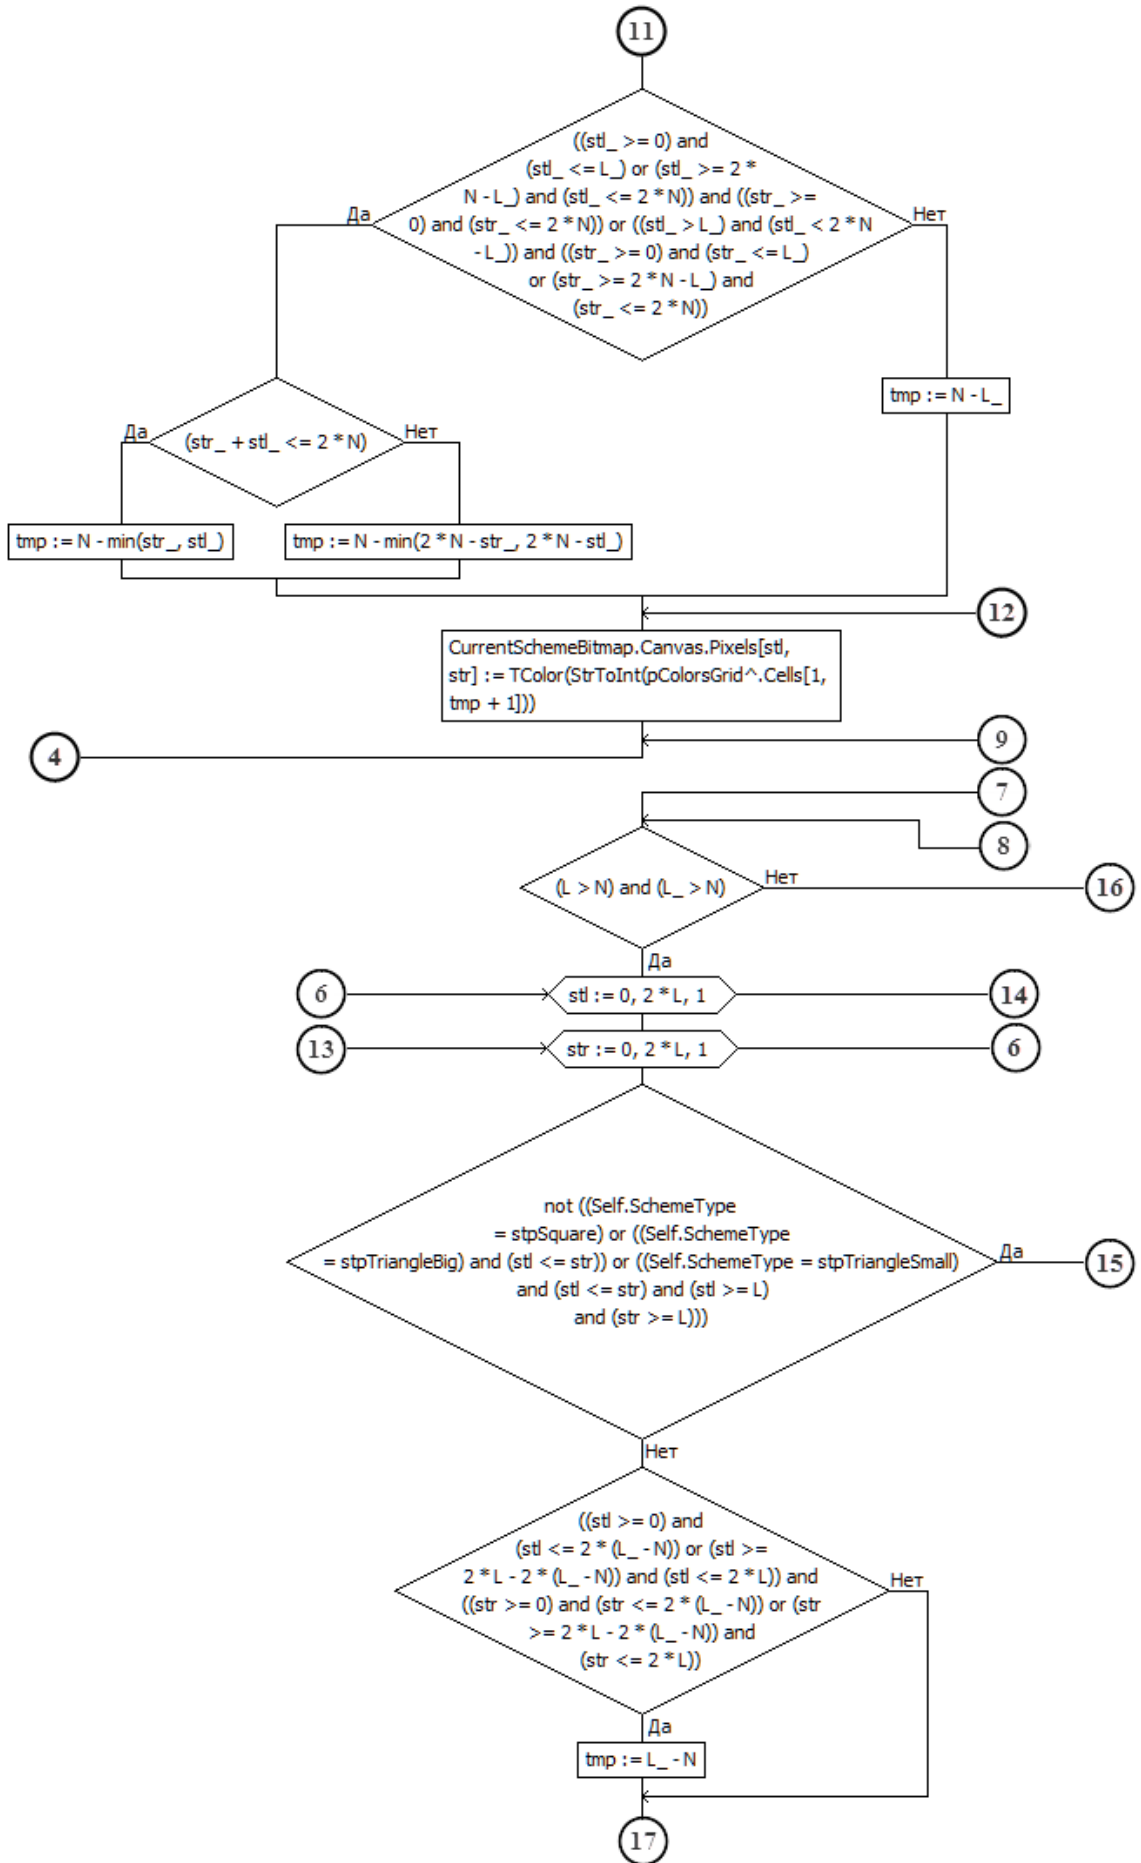 11
((stl_ >= 0) and
(stl_ <= L_) or (stl_ >= 2 *
N - L_) and (stl_ <= 2 * N)) and ((str_ >=
0) and (str_ <= 2 * N)) or ((stl_ > L_) and (stl_ < 2 * N
- L_)) and ((str_ >= 0) and (str_ <= L_)
or (str_ >= 2 * N - L_) and
(str_ <= 2 * N))
Да
Нет
tmp := N - L_
(str_ + stl_ <= 2 * N)
Да
Нет
tmp := N - min(str_, stl_)
tmp := N - min(2 * N - str_, 2 * N - stl_)
12
CurrentSchemeBitmap.Canvas.Pixels[stl,
str] := TColor(StrToInt(pColorsGrid^.Cells[1,
tmp + 1]))
9
4
7
8
(L > N) and (L_ > N)
Нет
16
Да
6
stl := 0, 2 * L, 1
14
13
str := 0, 2 * L, 1
6
not ((Self.SchemeType
= stpSquare) or ((Self.SchemeType
= stpTriangleBig) and (stl <= str)) or ((Self.SchemeType = stpTriangleSmall)
and (stl <= str) and (stl >= L)
and (str >= L)))
Да
15
Нет
((stl >= 0) and
(stl <= 2 * (L_ - N)) or (stl >=
2 * L - 2 * (L_ - N)) and (stl <= 2 * L)) and
((str >= 0) and (str <= 2 * (L_ - N)) or (str
>= 2 * L - 2 * (L_ - N)) and
(str <= 2 * L))
Нет
Да
tmp := L_ - N
17